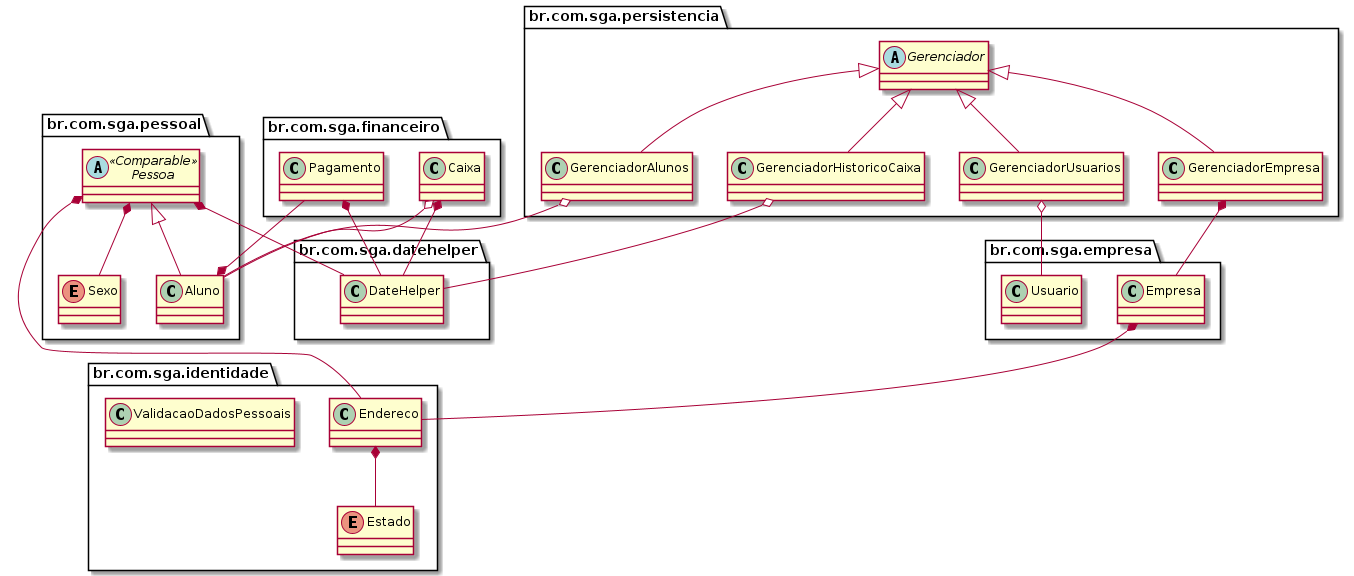 br.com.sga.persistencia
A Gerenciador
br.com.sga.pessoal
br.com.sga.financeiro
A «Comparable»
Pessoa
C Pagamento
C Caixa
C GerenciadorAlunos
C GerenciadorHistoricoCaixa
C GerenciadorUsuarios
C GerenciadorEmpresa
br.com.sga.datehelper
br.com.sga.empresa
E Sexo
C Aluno
C DateHelper
C Usuario
C Empresa
br.com.sga.identidade
C ValidacaoDadosPessoais
C Endereco
E Estado